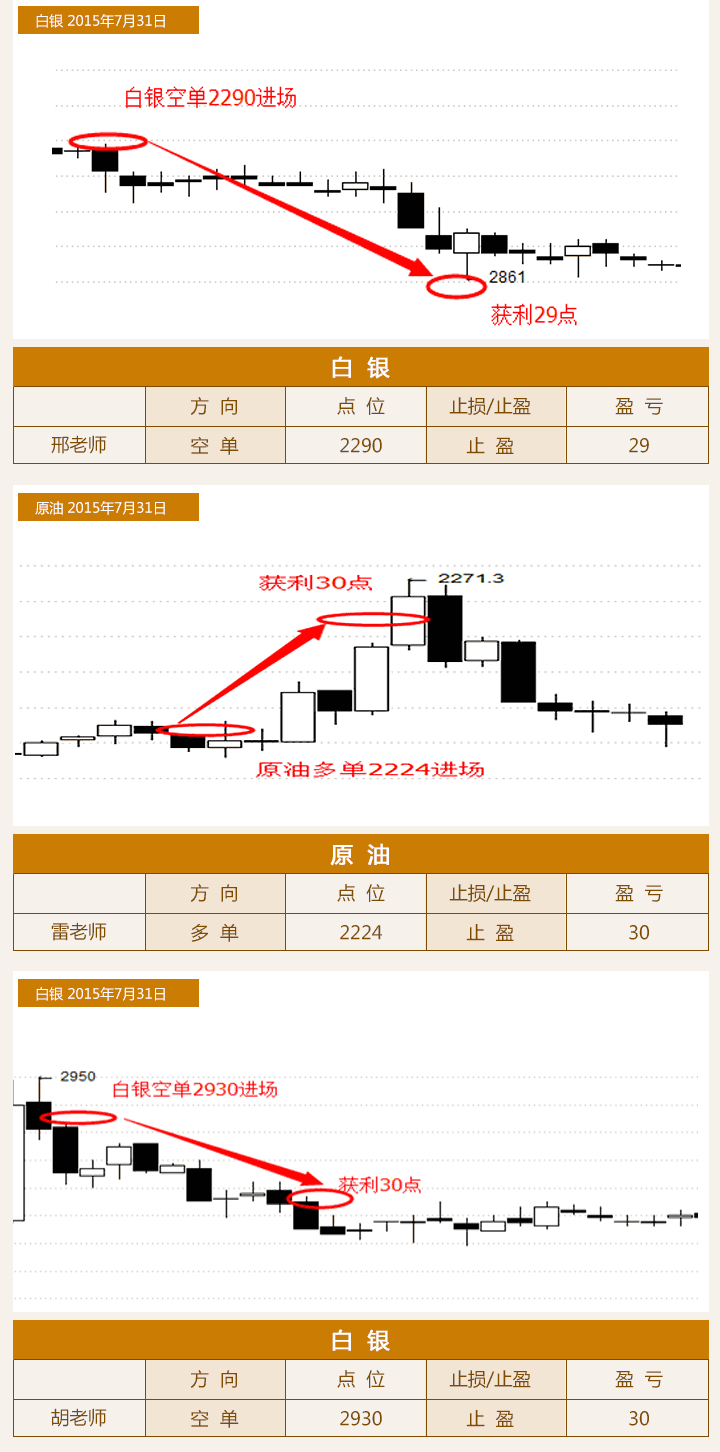 白银 2015年7月31日
白银空单2290进场
2861
获利29点
白 银
方 向 点 位 止损/止盈 盈 亏
邢老师 空 单 2290 止 盈 29
原油 2015年7月31日
获利30点
2271.3
原油多单2224进场
原 油
方 向 点 位 止损/止盈 盈 亏
雷老师 多 单 2224 止 盈 30
白银 2015年7月31日
2950
白银空单2930进场
获利30点
白 银
方 向 点 位 止损/止盈 盈 亏
胡老师 空 单 2930 止 盈 30